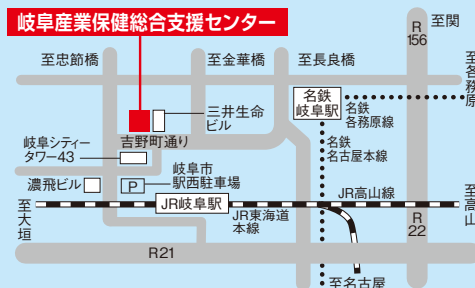 岐阜産業保健総合支援センター
至関
R
156
至忠節橋
至金華橋
至長良橋
至各務原
名鉄
岐阜駅
名鉄
各務原線
三井生命
ビル
吉野町通り
名鉄
名古屋本線
岐阜シティー
タワー43
岐阜市
駅西駐車場
濃飛ビル
P
JR高山線
至大垣
JR岐阜駅
JR東海道
本線
至高山
R
22
R21
至名古屋